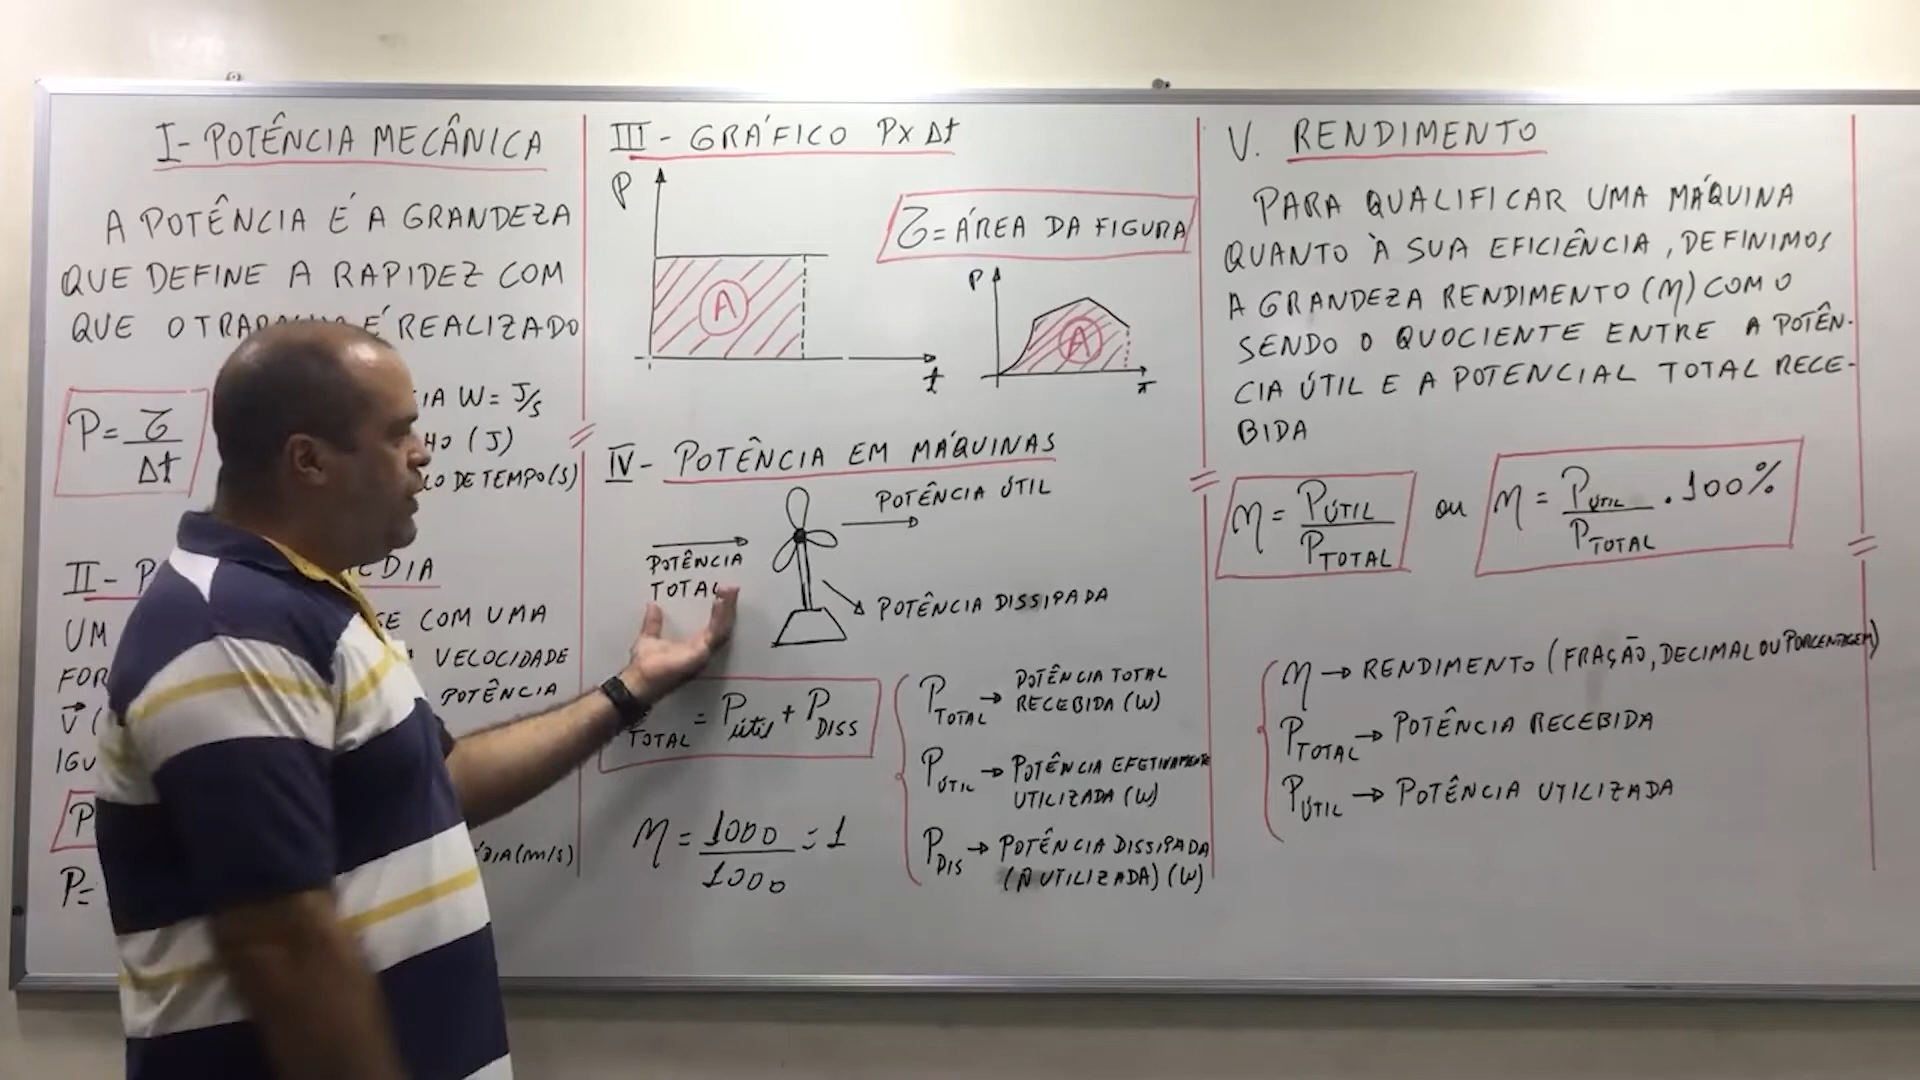 I- POTÊNCIA MECÂNICA
A POTÊNCIA É A GRANDEZA
QUE DEFINE A RAPIDEZ COM
QUE O É REALIZADO
P = τ/Δt
W = J/s
(J)
DE TEMPO(S)
II- P
UM COM UMA
VELOCIDADE
POTÊNCIA
V (
P
(m/s)
P=
III - GRÁFICO P x Δt
P
A
t
τ = ÁREA DA FIGURA
P
A
IV - POTÊNCIA EM MÁQUINAS
POTÊNCIA ÚTIL
POTÊNCIA
TOTAL
POTÊNCIA DISSIPADA
TOTAL = P útil + P DISS
η = 1000/1000 = 1
P TOTAL → POTÊNCIA TOTAL
RECEBIDA (W)
P ÚTIL → POTÊNCIA EFETIVAMENTE
UTILIZADA (W)
P DIS → POTÊNCIA DISSIPADA
(Ñ UTILIZADA) (W)
V. RENDIMENTO
PARA QUALIFICAR UMA MÁQUINA
QUANTO À SUA EFICIÊNCIA, DEFINIMOS
A GRANDEZA RENDIMENTO (η) COMO
SENDO O QUOCIENTE ENTRE A POTÊN-
CIA ÚTIL E A POTENCIAL TOTAL RECE-
BIDA
η = P ÚTIL/P TOTAL ou η = P ÚTIL/P TOTAL . 100%
η → RENDIMENTO (FRAÇÃO, DECIMAL OU PORCENTAGEM)
P TOTAL → POTÊNCIA RECEBIDA
P ÚTIL → POTÊNCIA UTILIZADA